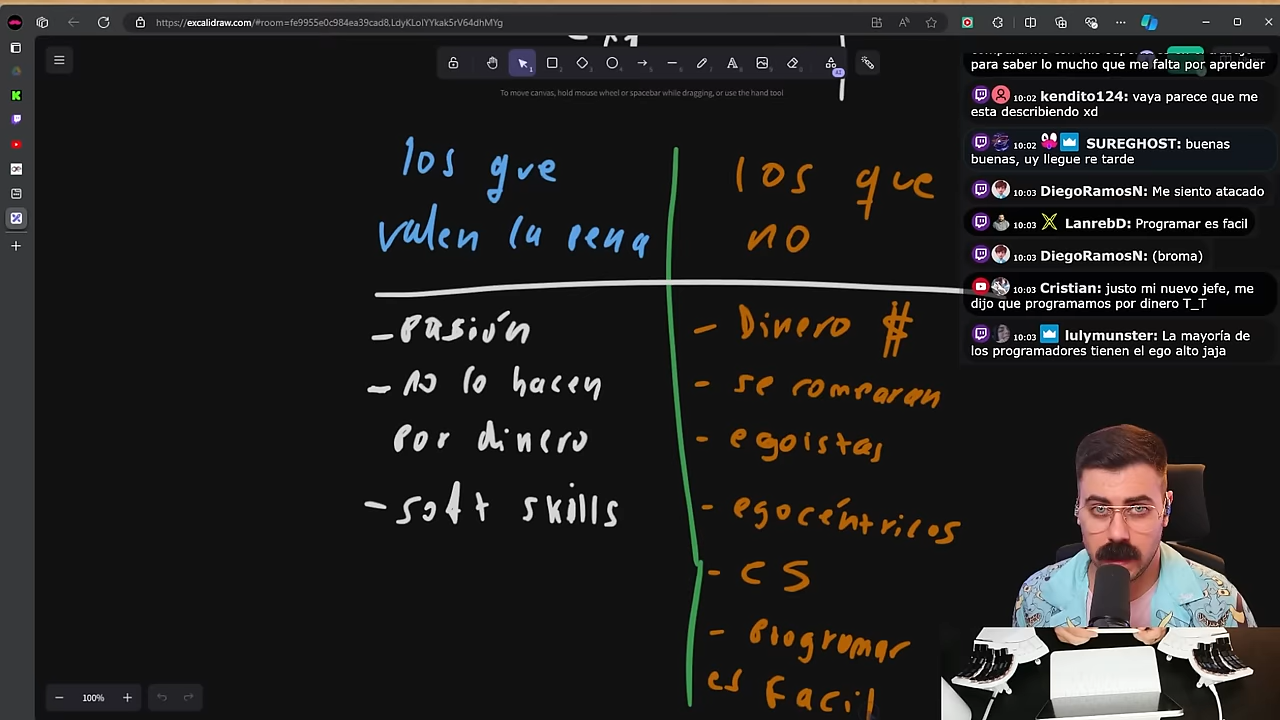 https://excalidraw.com/#room=fe9955e0c984ea39cad8.LdyKLoIYYkak5rV64dhMYg
To move canvas, hold mouse wheel or spacebar while dragging, or use the hand tool
los que
valen la pena
- Pasión
- no lo hacen
por dinero
- soft skills
los que
no
- Dinero $
- se comparan
- egoistas
- egocéntricos
- CS
- Programar
es facil
para saber lo mucho que me falta por aprender
10:02 kendito124: vaya parece que me
esta describiendo xd
10:02 SUREGHOST: buenas
buenas, uy llegue re tarde
10:03 DiegoRamosN: Me siento atacado
10:03 LanrebD: Programar es facil
10:03 DiegoRamosN: (broma)
10:03 Cristian: justo mi nuevo jefe, me
dijo que programamos por dinero T_T
10:03 lulymunster: La mayoría de
los programadores tienen el ego alto jaja
100%